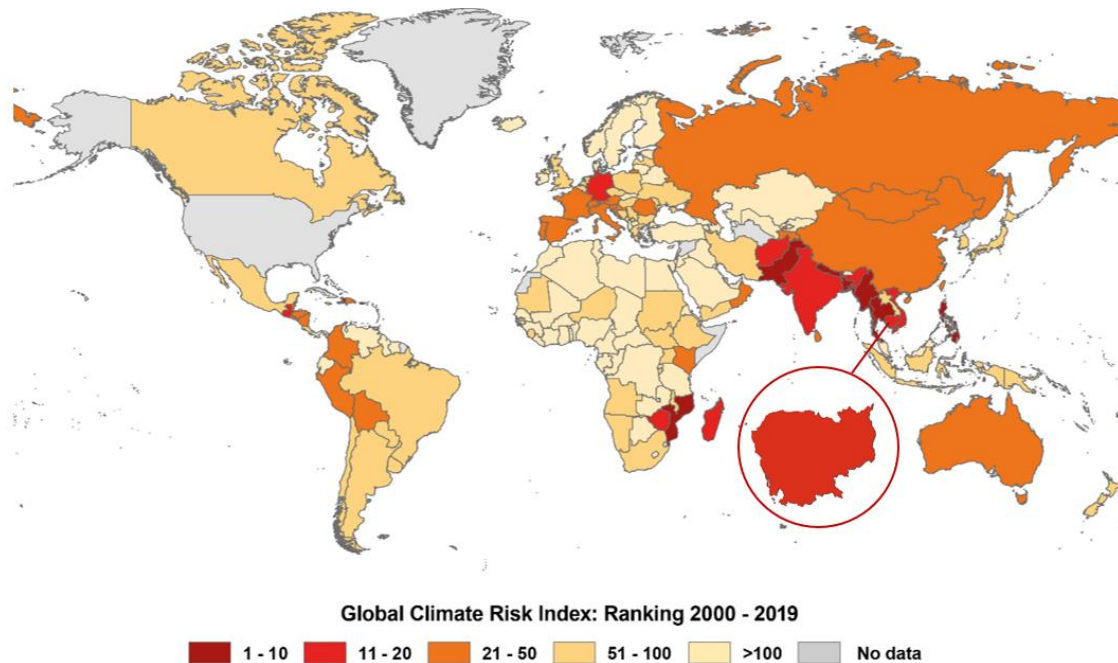 Global Climate Risk Index: Ranking 2000 - 2019
1 - 10 11 - 20 21 - 50 51 - 100 >100 No data